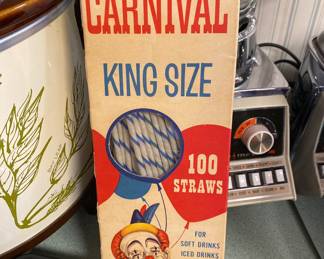 CARNIVAL
KING SIZE
100
STRAWS
FOR
SOFT DRINKS
ICED DRINKS